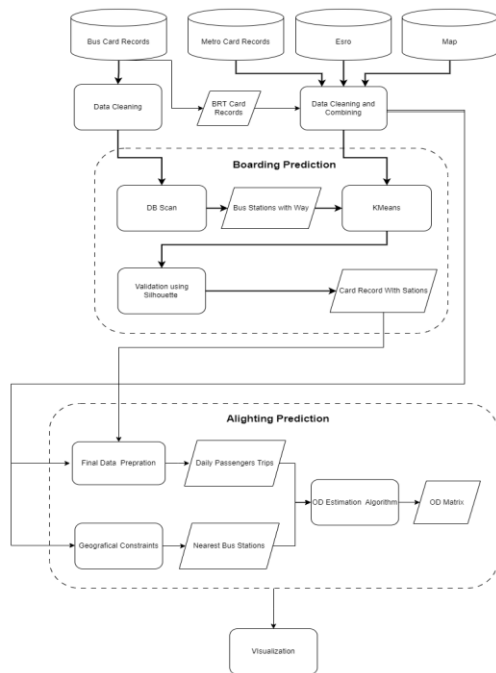 Bus Card Records
Metro Card Records
Esro
Map
Data Cleaning
BRT Card
Records
Data Cleaning and
Combining
Boarding Prediction
DB Scan
Bus Stations with Way
KMeans
Validation using
Silhouette
Card Record With Sations
Alighting Prediction
Final Data Prepration
Daily Passengers Trips
OD Estimation Algorithm
OD Matrix
Geografical Constraints
Nearest Bus Stations
Visualization